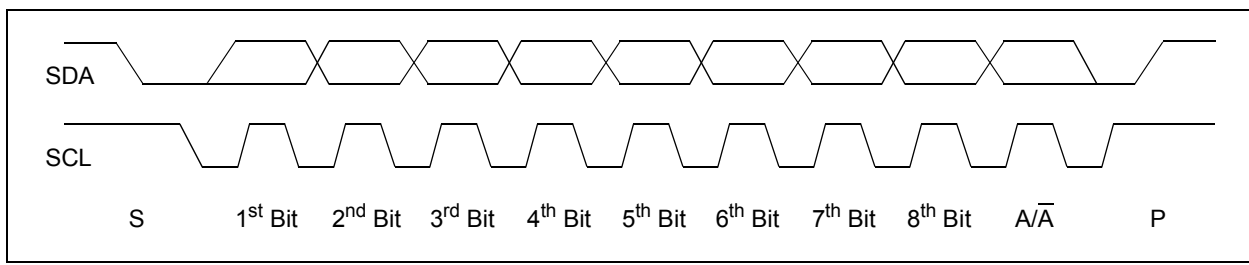 SDA
SCL
S 1st Bit 2nd Bit 3rd Bit 4th Bit 5th Bit 6th Bit 7th Bit 8th Bit A/A̅ P